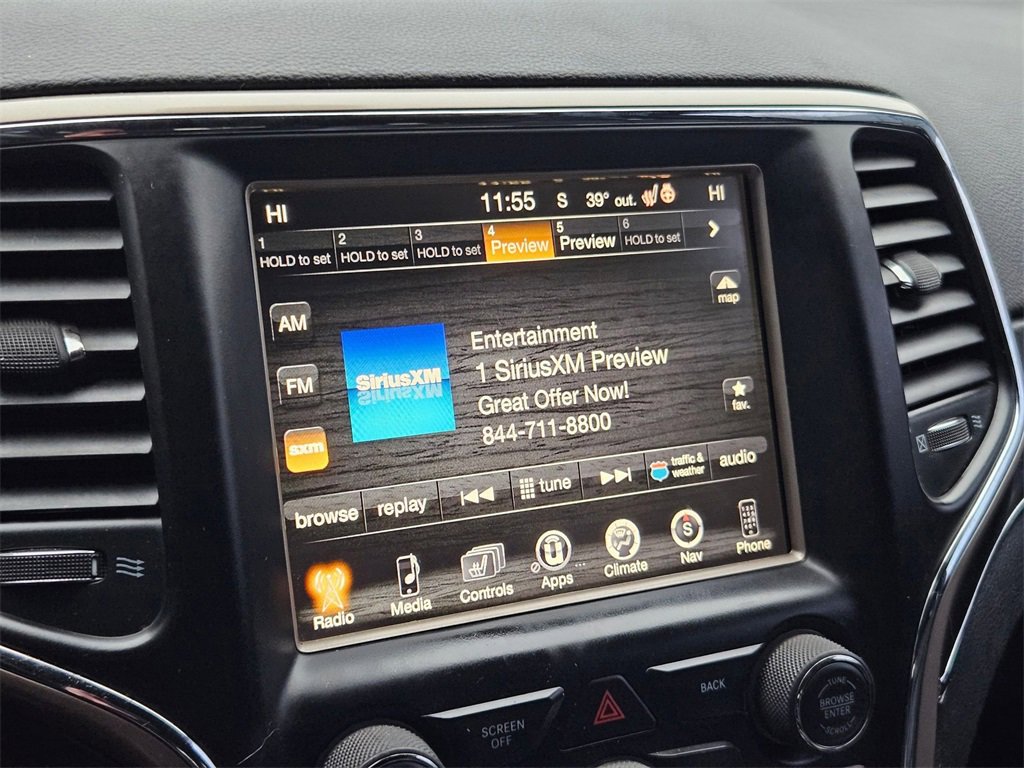 HI 11:55 S 39° out. HI
1 HOLD to set
2 HOLD to set
3 HOLD to set
4 Preview
5 Preview
6 HOLD to set
>
AM
FM
sxm
SiriusXM
Entertainment
1 SiriusXM Preview
Great Offer Now!
844-711-8800
map
fav.
browse
replay
tune
traffic &
weather
audio
Radio
Media
Controls
Apps
Climate
S
Nav
Phone
SCREEN
OFF
BACK
TUNE
BROWSE
ENTER
SCROLL